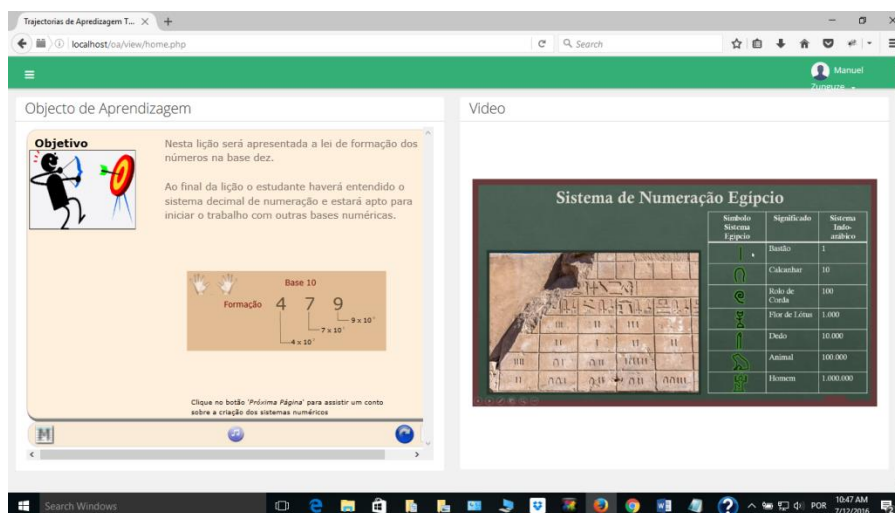 Trajectorias de Apredizagem T...
localhost/oa/view/home.php
Search
Manuel
Zuneuze
Objecto de Aprendizagem
Objetivo
Nesta lição será apresentada a lei de formação dos
números na base dez.
Ao final da lição o estudante haverá entendido o
sistema decimal de numeração e estará apto para
iniciar o trabalho com outras bases numéricas.
Base 10
Formação 4 7 9
9 x 10
7 x 10
4 x 10
Clique no botão 'Próxima Página' para assistir um conto
sobre a criação dos sistemas numéricos
Video
Sistema de Numeração Egípcio
Símbolo Sistema Egípcio Significado Sistema Indo-arábico
Bastão 1
Calcanhar 10
Rolo de Corda 100
Flor de Lótus 1.000
Dedo 10.000
Animal 100.000
Homem 1.000.000
Search Windows
POR
10:47 AM
7/12/2016